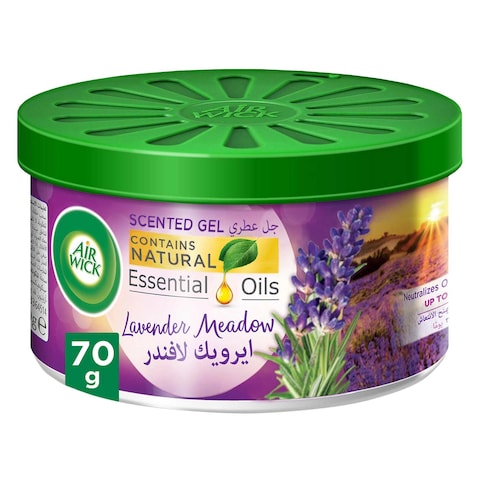 AIR
WICK
SCENTED GEL جل عطري
CONTAINS
NATURAL
Essential Oils
Lavender Meadow
ايرويك لافندر
AIR
WICK
70
g
Neutralizes
UP TO